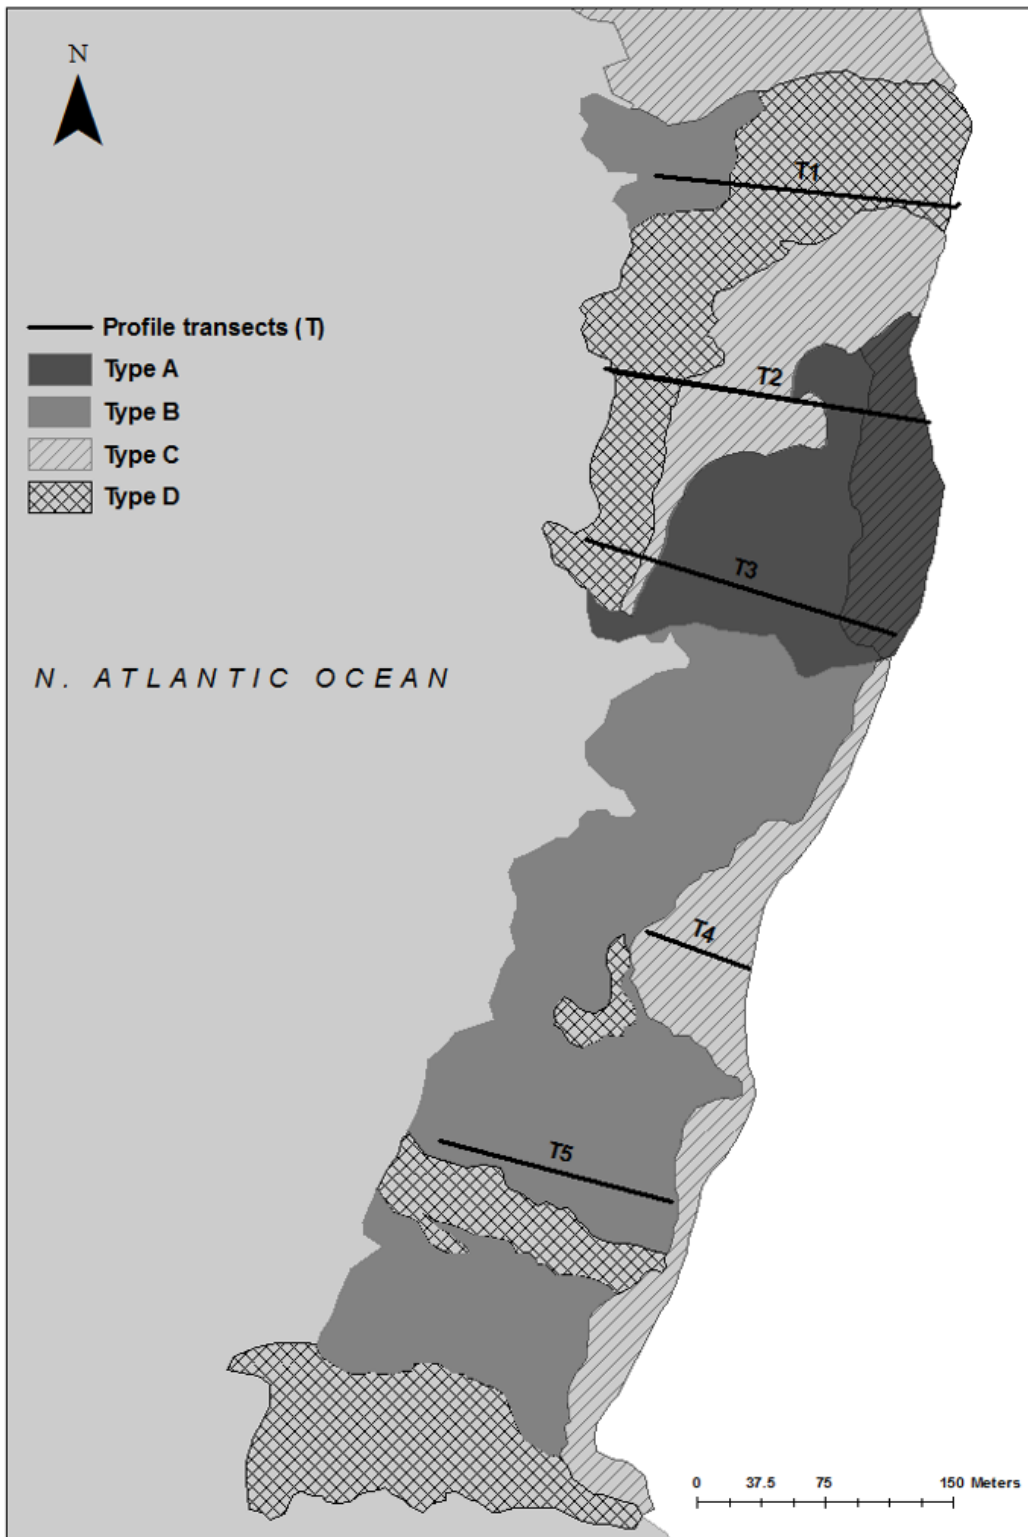 N
T1
Profile transects ( T)
Type A
T2
Type B
Type C
Type D
T3
N. ATLANTIC OCEAN
T4
T5
0 37.5 75 150 Meters